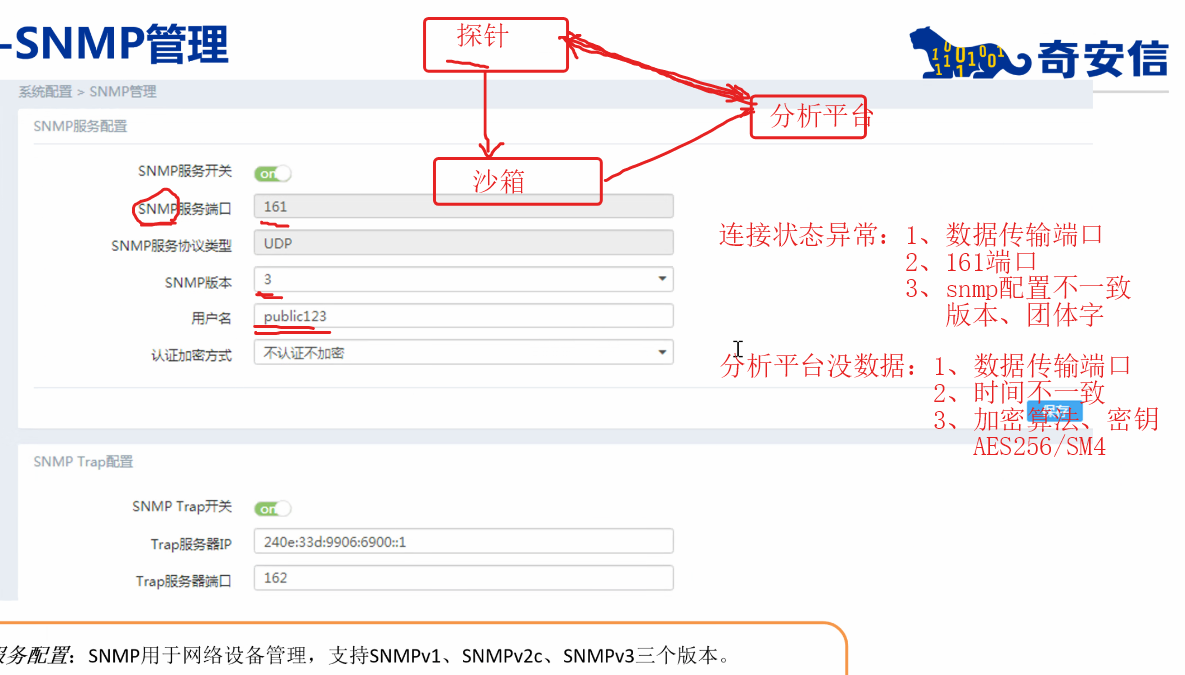 -SNMP管理
探针
奇安信
系统配置 > SNMP管理
分析平台
SNMP服务配置
SNMP服务开关 on
沙箱
SNMP服务端口 161
SNMP服务协议类型 UDP
SNMP版本 3
用户名 public123
认证加密方式 不认证不加密
连接状态异常：1、数据传输端口
2、161端口
3、snmp配置不一致
版本、团体字
分析平台没数据：1、数据传输端口
2、时间不一致
保存
3、加密算法、密钥
AES256/SM4
SNMP Trap配置
SNMP Trap开关 on
Trap服务器IP 240e:33d:9906:6900::1
Trap服务器端口 162
服务配置：SNMP用于网络设备管理，支持SNMPv1、SNMPv2c、SNMPv3三个版本。